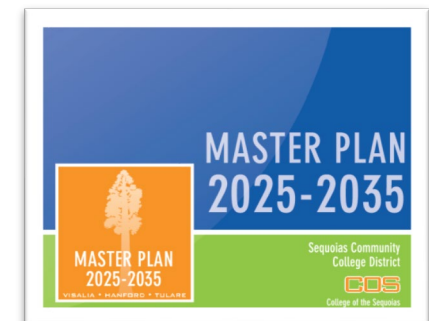 MASTER PLAN
2025-2035
MASTER PLAN
2025-2035
VISALIA • HANFORD • TULARE
Sequoias Community
College District
COS
College of the Sequoias